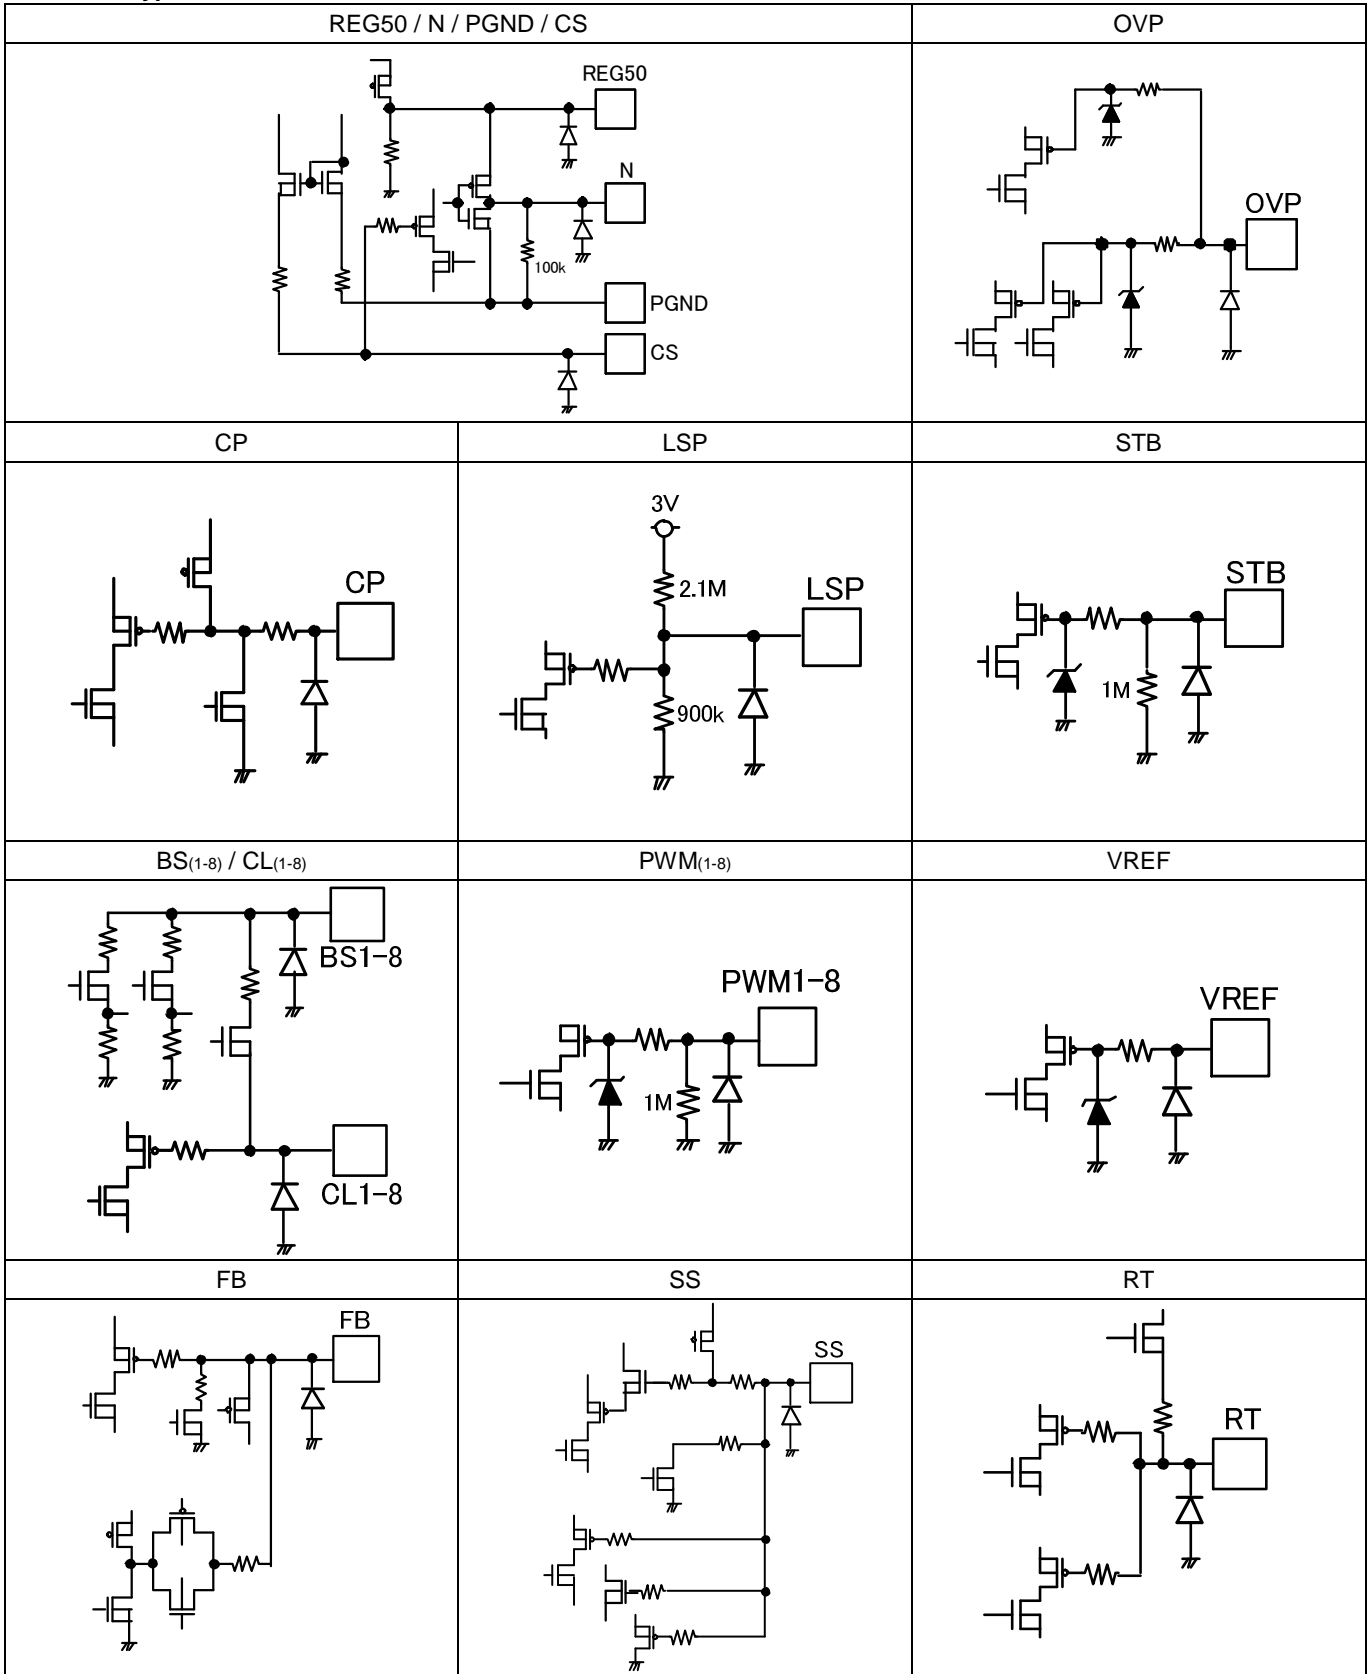 REG50 / N / PGND / CS
OVP
REG50
N
100k
PGND
CS
OVP
CP
LSP
STB
CP
3V
2.1M
LSP
900k
STB
1M
BS(1-8) / CL(1-8)
PWM(1-8)
VREF
BS1-8
CL1-8
PWM1-8
1M
VREF
FB
SS
RT
FB
SS
RT